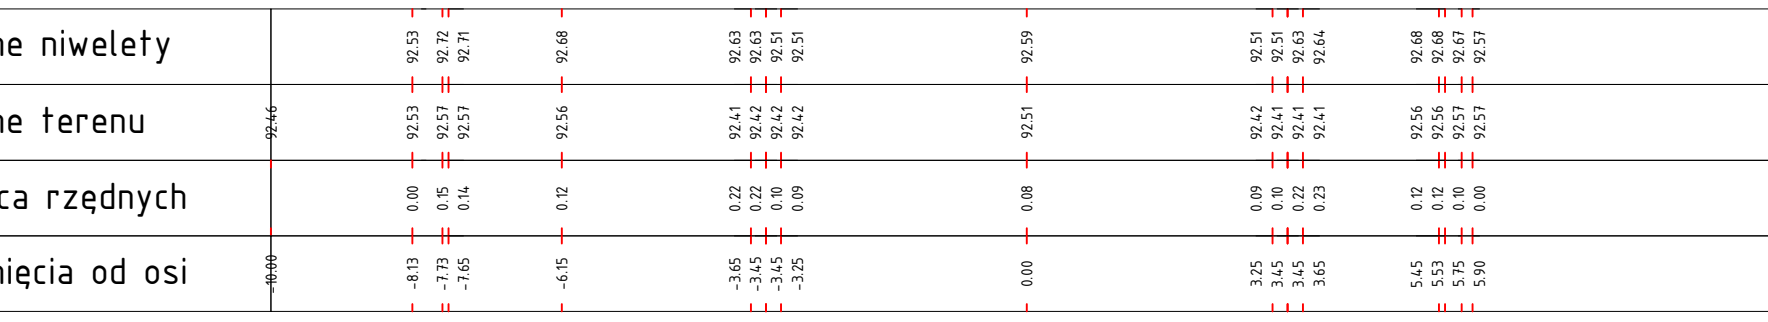 ne niwelety 92.53 92.72 92.71 92.68 92.63 92.63 92.51 92.51 92.59 92.51 92.51 92.63 92.64 92.68 92.68 92.67 92.57
ne terenu 92.46 92.53 92.57 92.57 92.56 92.41 92.42 92.42 92.42 92.51 92.42 92.41 92.41 92.41 92.56 92.56 92.57 92.57
ca rzędnych 0.00 0.15 0.14 0.12 0.22 0.22 0.10 0.09 0.08 0.09 0.10 0.22 0.23 0.12 0.12 0.10 0.00
nięcia od osi -10.00 -8.13 -7.73 -7.65 -6.15 -3.65 -3.45 -3.45 -3.25 0.00 3.25 3.45 3.45 3.65 5.45 5.53 5.75 5.90